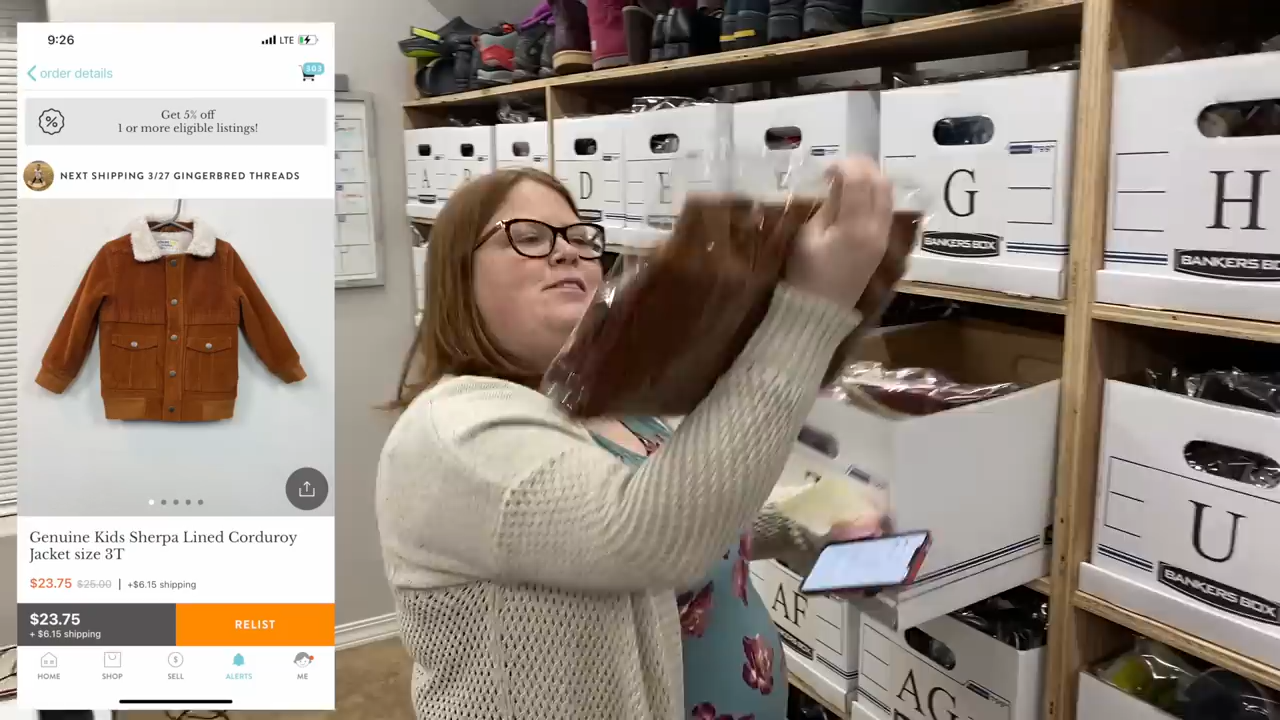 9:26
LTE
order details
303
Get 5% off
1 or more eligible listings!
NEXT SHIPPING 3/27 GINGERBRED THREADS
Genuine Kids Sherpa Lined Corduroy
Jacket size 3T
$23.75 $25.00 | +$6.15 shipping
$23.75
+ $6.15 shipping
RELIST
HOME
SHOP
SELL
ALERTS
ME
A
D
E
G
BANKERS BOX
H
BANKERS BOX
U
BANKERS BOX
AF
AG